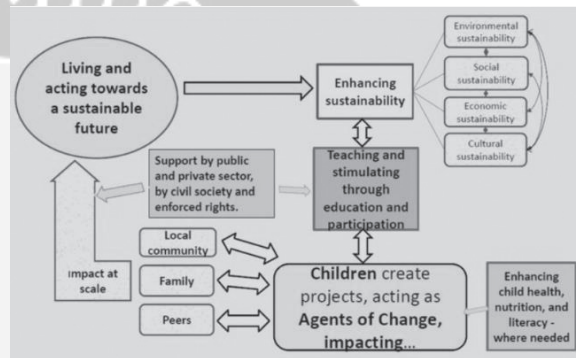 Living and
acting towards
a sustainable
future
Enhancing
sustainability
Environmental
sustainability
Social
sustainability
Economic
sustainability
Cultural
sustainability
Support by public
and private sector,
by civil society and
enforced rights.
Teaching and
stimulating
through
education and
participation
Impact at
scale
Local
community
Family
Peers
Children create
projects, acting as
Agents of Change,
impacting...
Enhancing
child health,
nutrition, and
literacy -
where needed